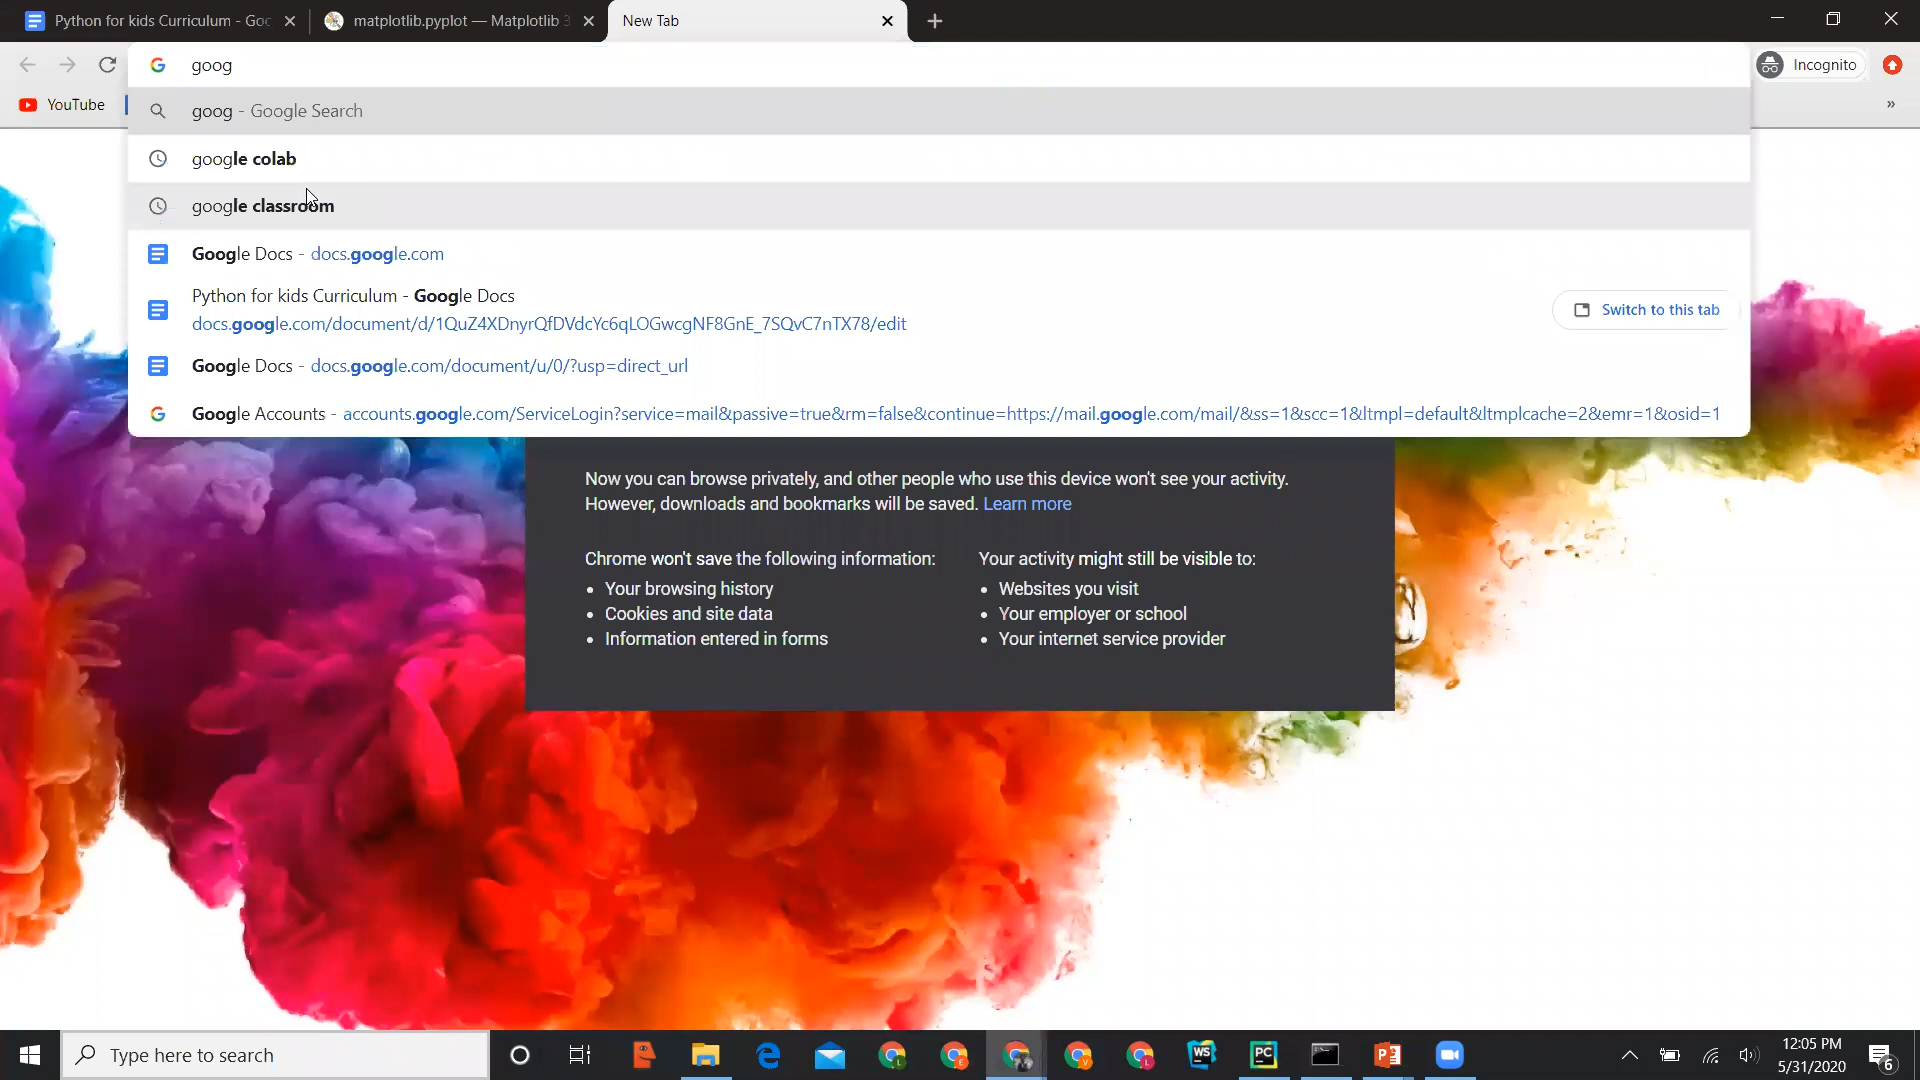 Python for kids Curriculum - Goo
matplotlib.pyplot — Matplotlib 3
New Tab
goog
Incognito
YouTube
»
goog - Google Search
google colab
google classroom
Google Docs - docs.google.com
Python for kids Curriculum - Google Docs
docs.google.com/document/d/1QuZ4XDnyrQfDVdcYc6qLOGwcgNF8GnE_7SQvC7nTX78/edit
Switch to this tab
Google Docs - docs.google.com/document/u/0/?usp=direct_url
Google Accounts - accounts.google.com/ServiceLogin?service=mail&passive=true&rm=false&continue=https://mail.google.com/mail/&ss=1&scc=1&ltmpl=default&ltmplcache=2&emr=1&osid=1
Now you can browse privately, and other people who use this device won't see your activity.
However, downloads and bookmarks will be saved. Learn more
Chrome won't save the following information:
• Your browsing history
• Cookies and site data
• Information entered in forms
Your activity might still be visible to:
• Websites you visit
• Your employer or school
• Your internet service provider
Type here to search
12:05 PM
5/31/2020
6